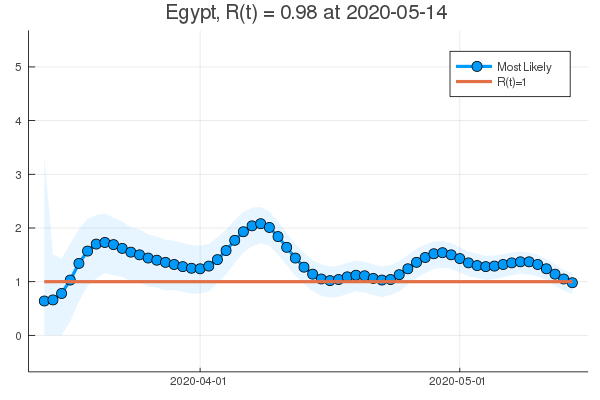 Egypt, R(t) = 0.98 at 2020-05-14
Most Likely
R(t)=1
5
4
3
2
1
0
2020-04-01
2020-05-01